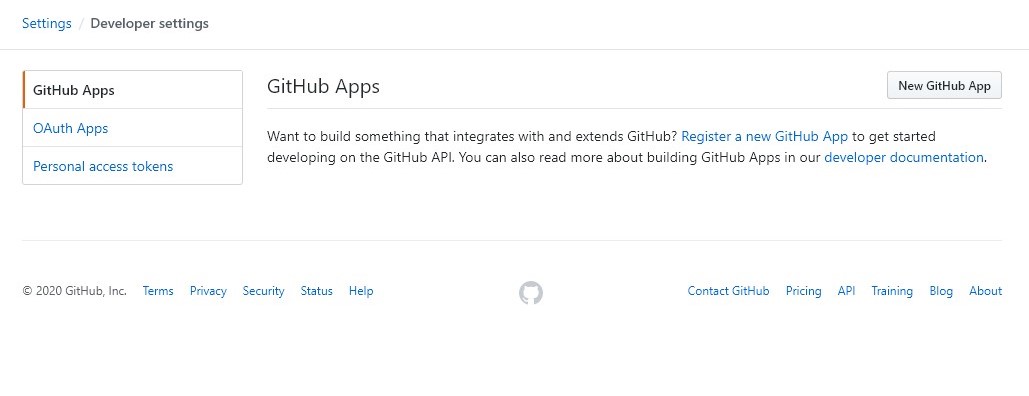 Settings / Developer settings
GitHub Apps
OAuth Apps
Personal access tokens
GitHub Apps
New GitHub App
Want to build something that integrates with and extends GitHub? Register a new GitHub App to get started
developing on the GitHub API. You can also read more about building GitHub Apps in our developer documentation.
© 2020 GitHub, Inc. Terms Privacy Security Status Help
Contact GitHub Pricing API Training Blog About